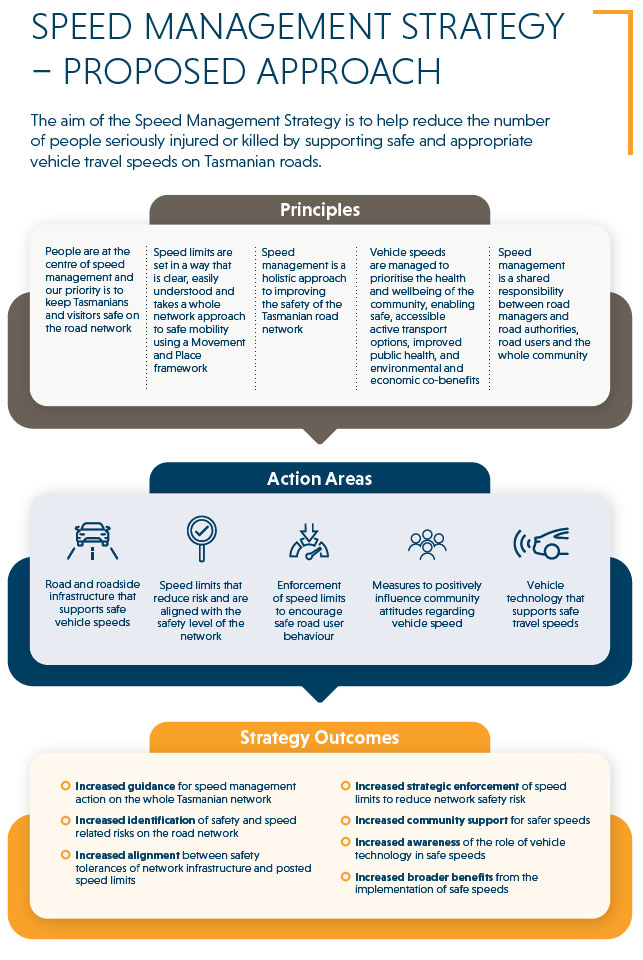 SPEED MANAGEMENT STRATEGY
– PROPOSED APPROACH
The aim of the Speed Management Strategy is to help reduce the number
of people seriously injured or killed by supporting safe and appropriate
vehicle travel speeds on Tasmanian roads.
Principles
People are at the
centre of speed
management and
our priority is to
keep Tasmanians
and visitors safe on
the road network
Speed limits are
set in a way that
is clear, easily
understood and
takes a whole
network approach
to safe mobility
using a Movement
and Place
framework
Speed
management is a
holistic approach
to improving
the safety of the
Tasmanian road
network
Vehicle speeds
are managed to
prioritise the health
and wellbeing of the
community, enabling
safe, accessible
active transport
options, improved
public health, and
environmental and
economic co-benefits
Speed
management
is a shared
responsibility
between road
managers and
road authorities,
road users and the
whole community
Action Areas
Road and roadside
infrastructure that
supports safe
vehicle speeds
Speed limits that
reduce risk and are
aligned with the
safety level of the
network
Enforcement
of speed limits
to encourage
safe road user
behaviour
Measures to positively
influence community
attitudes regarding
vehicle speed
Vehicle
technology that
supports safe
travel speeds
Strategy Outcomes
Increased guidance for speed management
action on the whole Tasmanian network
Increased identification of safety and speed
related risks on the road network
Increased alignment between safety
tolerances of network infrastructure and posted
speed limits
Increased strategic enforcement of speed
limits to reduce network safety risk
Increased community support for safer speeds
Increased awareness of the role of vehicle
technology in safe speeds
Increased broader benefits from the
implementation of safe speeds